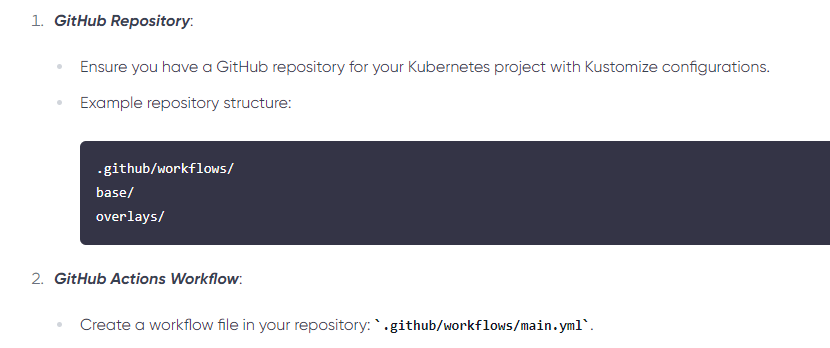 1. GitHub Repository:
Ensure you have a GitHub repository for your Kubernetes project with Kustomize configurations.
Example repository structure:
.github/workflows/
base/
overlays/
2. GitHub Actions Workflow:
Create a workflow file in your repository: `.github/workflows/main.yml`.